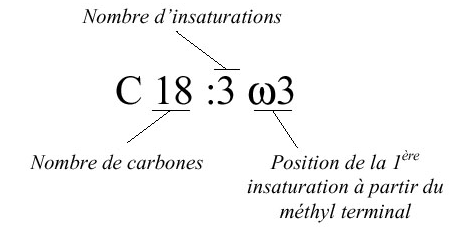 Nombre d’insaturations
C 18 :3 ω3
Nombre de carbones
Position de la 1ère
insaturation à partir du
méthyl terminal